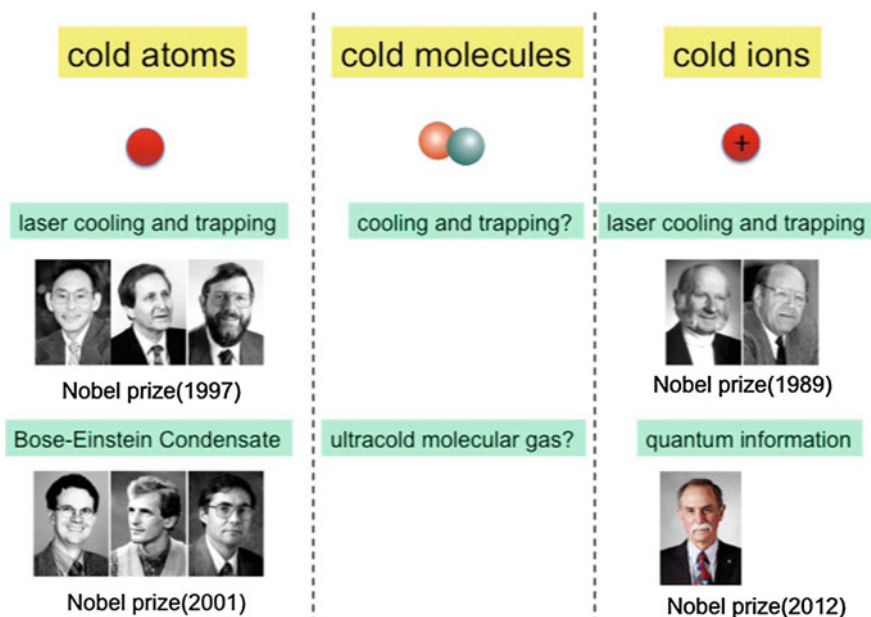 cold atoms
cold molecules
cold ions
+
laser cooling and trapping
cooling and trapping?
laser cooling and trapping
Nobel prize(1997)
Nobel prize(1989)
Bose-Einstein Condensate
ultracold molecular gas?
quantum information
Nobel prize(2001)
Nobel prize(2012)